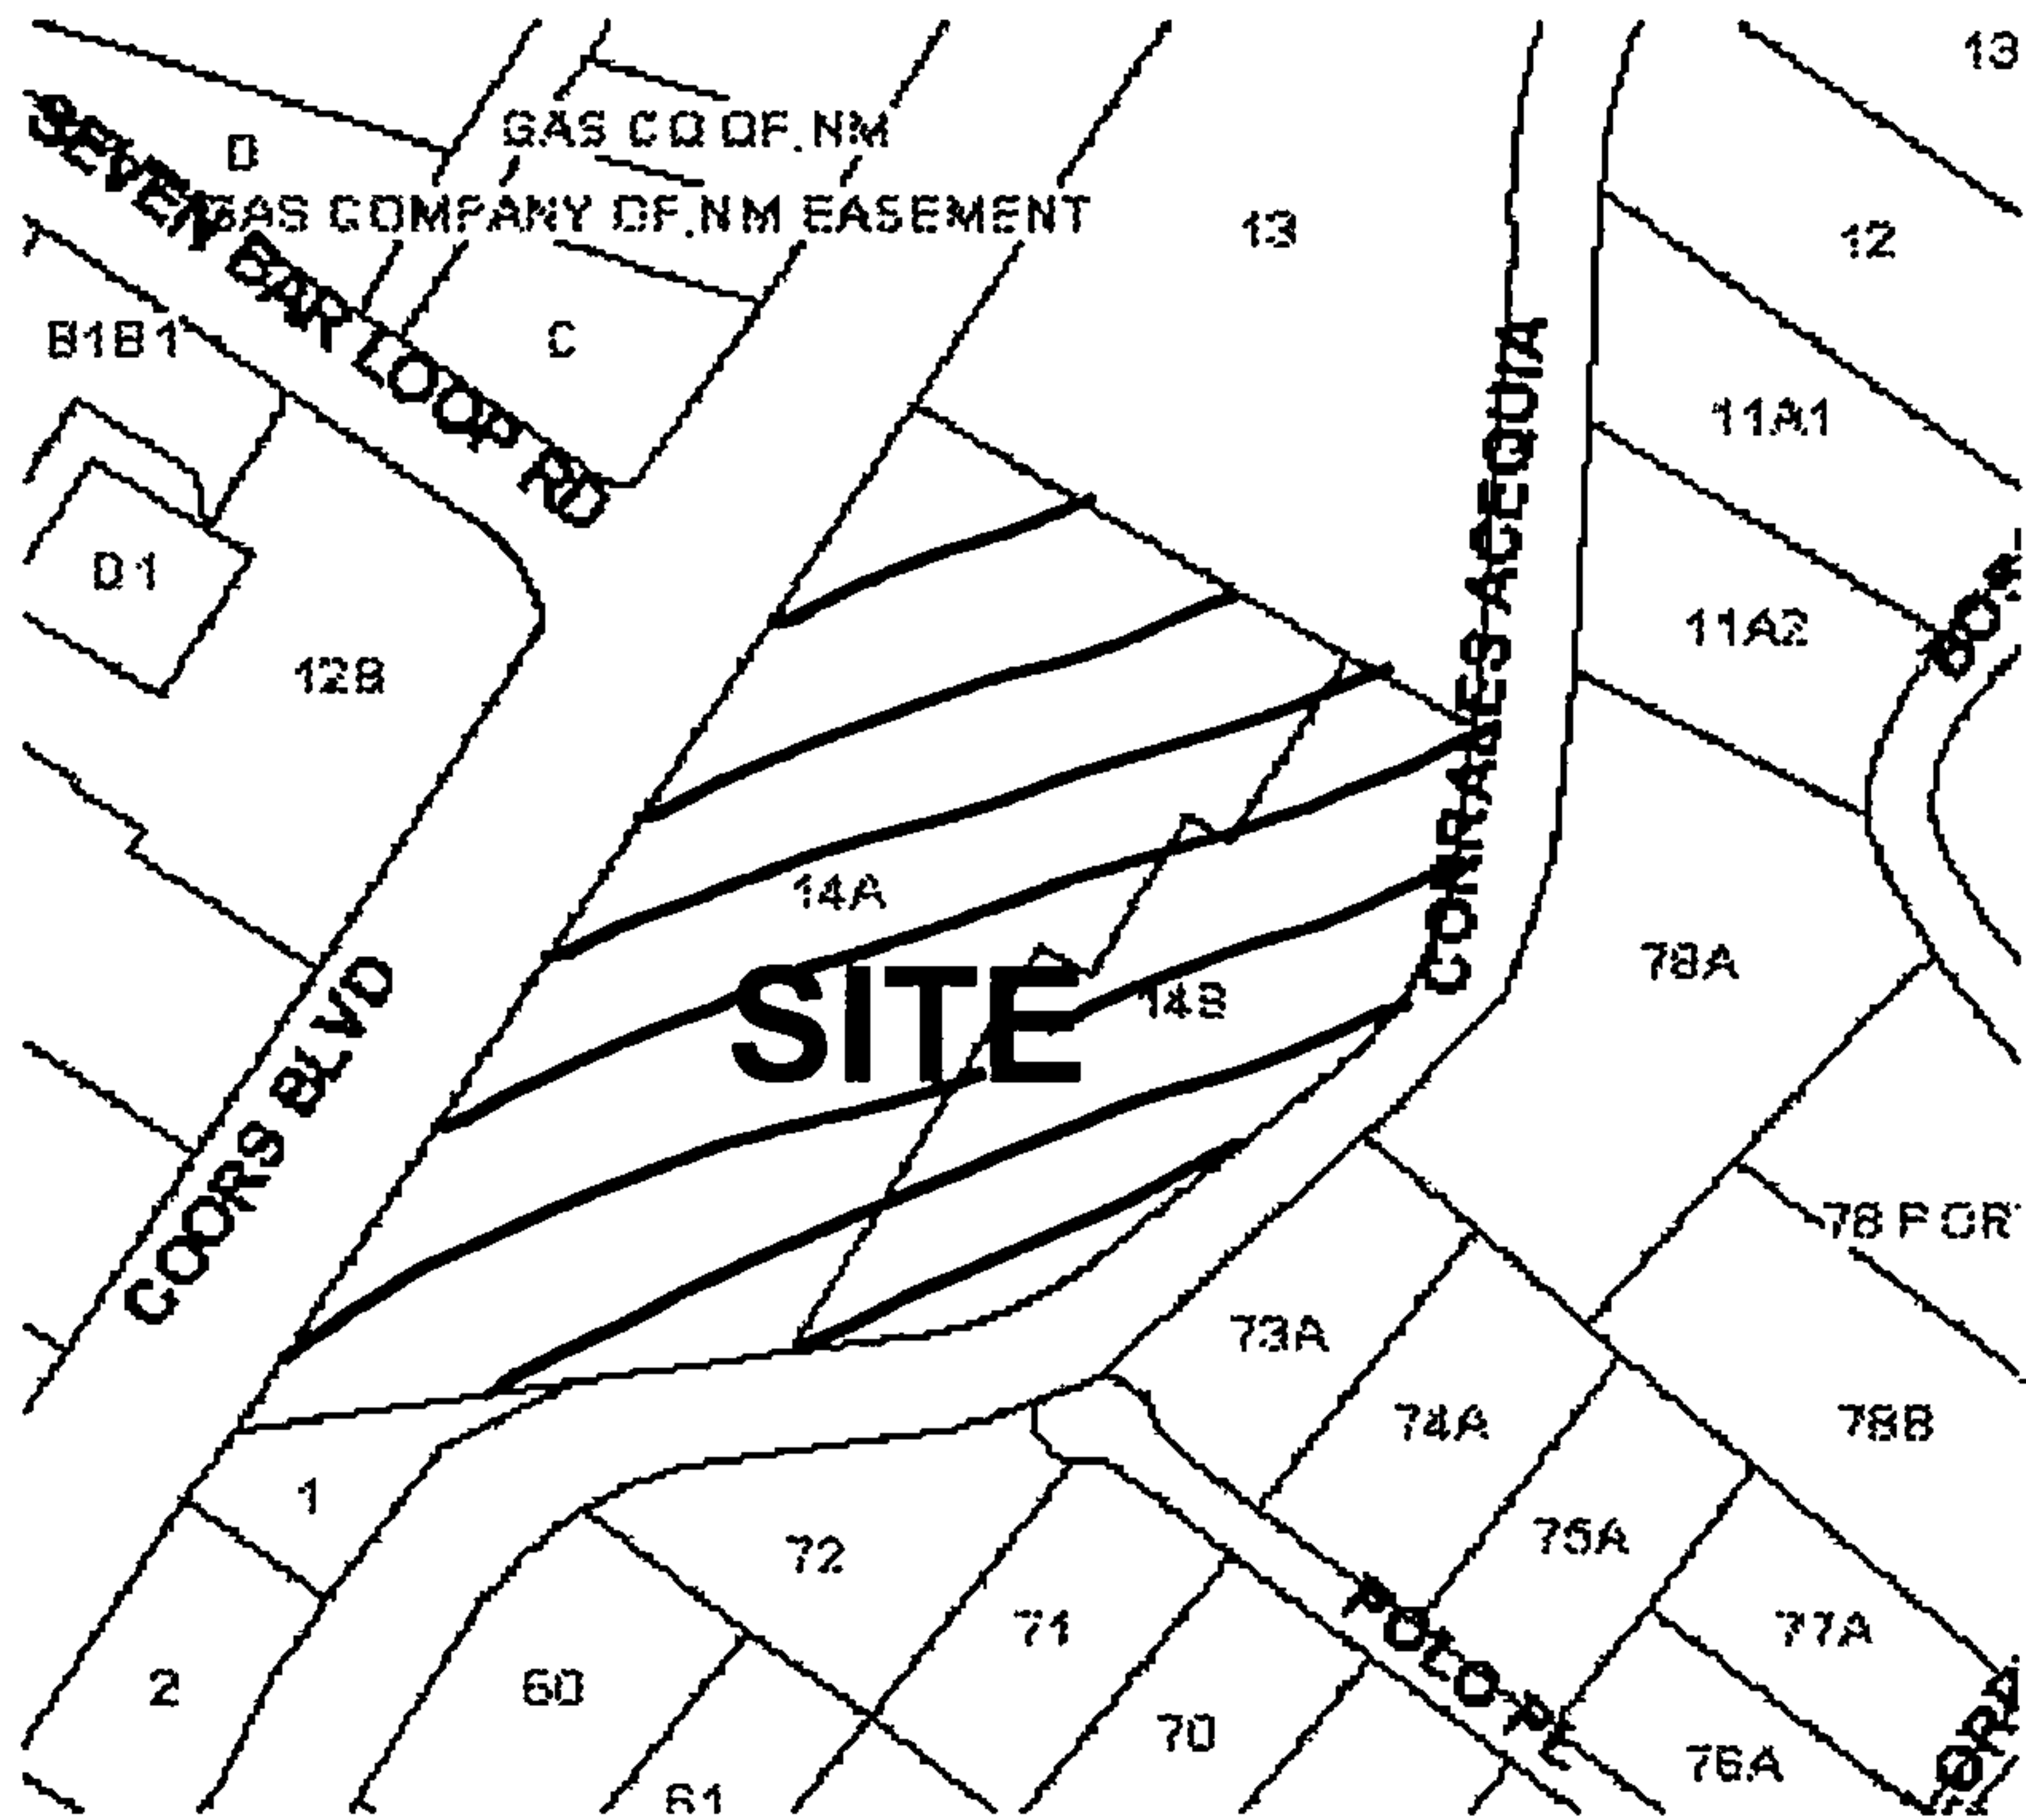 13
SEVEN BAR LOOP RD
GAS CO OF NM
GAS COMPANY OF NM EASEMENT
13
12
B1B1
C
11A1
CORRALES ACEQUIA
D1
11A2
12B
14A
SITE
14B
78A
COORS BLVD
78 POR
73A
74A
78B
1
72
75A
71
77A
2
60
POLO PL
70
76A
61